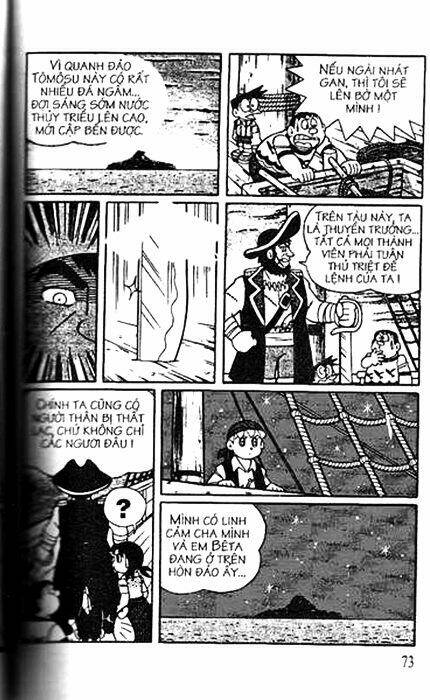 VÌ QUANH ĐẢO
TÔMÔSU NÀY CÓ RẤT
NHIỀU ĐÁ NGẦM...
ĐỢI SÁNG SỚM NƯỚC
THỦY TRIỀU LÊN CAO,
MỚI CẬP BẾN ĐƯỢC.
NẾU NGÀI NHÁT
GAN, THÌ TÔI SẼ
LÊN BỜ MỘT
MÌNH !
TRÊN TÀU NÀY, TA
LÀ THUYỀN TRƯỞNG...
TẤT CẢ MỌI THÀNH
VIÊN PHẢI TUÂN
THỦ TRIỆT ĐỂ
LỆNH CỦA TA !
CHÍNH TA CŨNG CÓ
NGƯỜI THÂN BỊ THẤT
LẠC, CHỨ KHÔNG CHỈ
CÁC NGƯƠI ĐÂU !
?
MÌNH CÓ LINH
CẢM CHA MÌNH
VÀ EM BÊTA
ĐANG Ở TRÊN
HÒN ĐẢO ẤY...
73